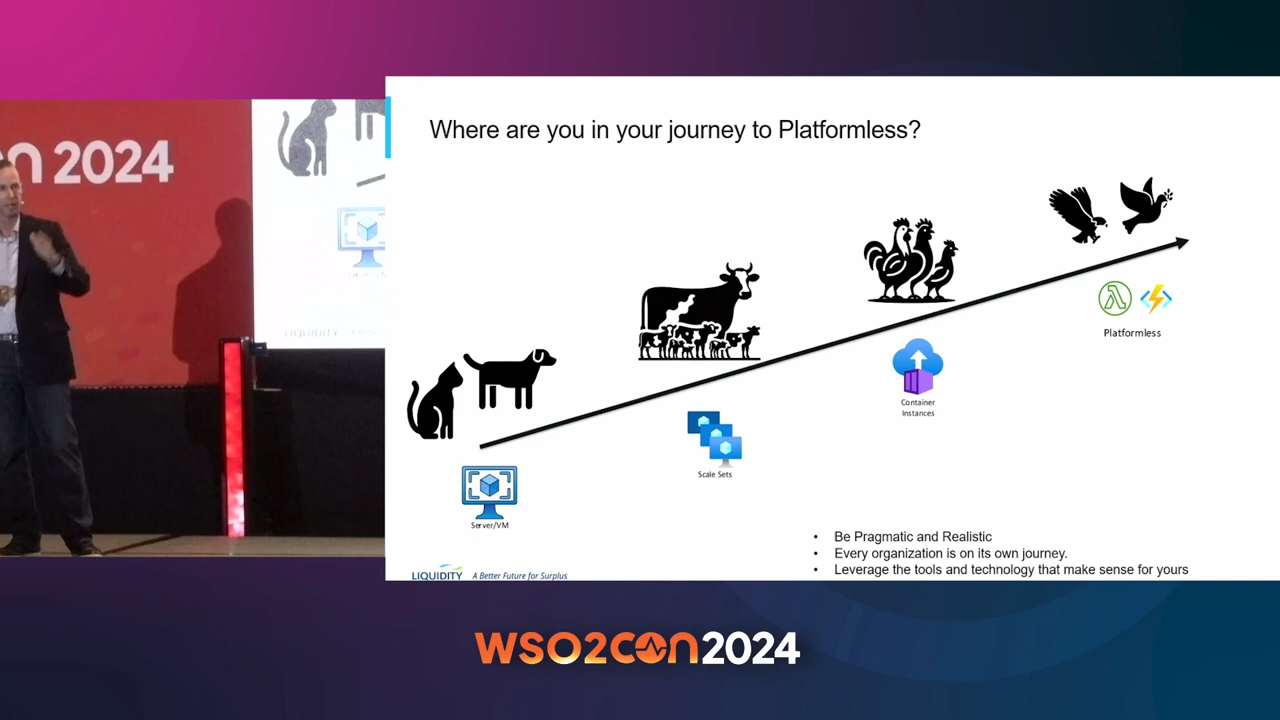 Where are you in your journey to Platformless?
n 2024
Platformless
Container
Instances
Scale Sets
Server/VM
LIQUIDITY
• Be Pragmatic and Realistic
• Every organization is on its own journey.
• Leverage the tools and technology that make sense for yours
LIQUIDITY A Better Future for Surplus
WSO2CON2024